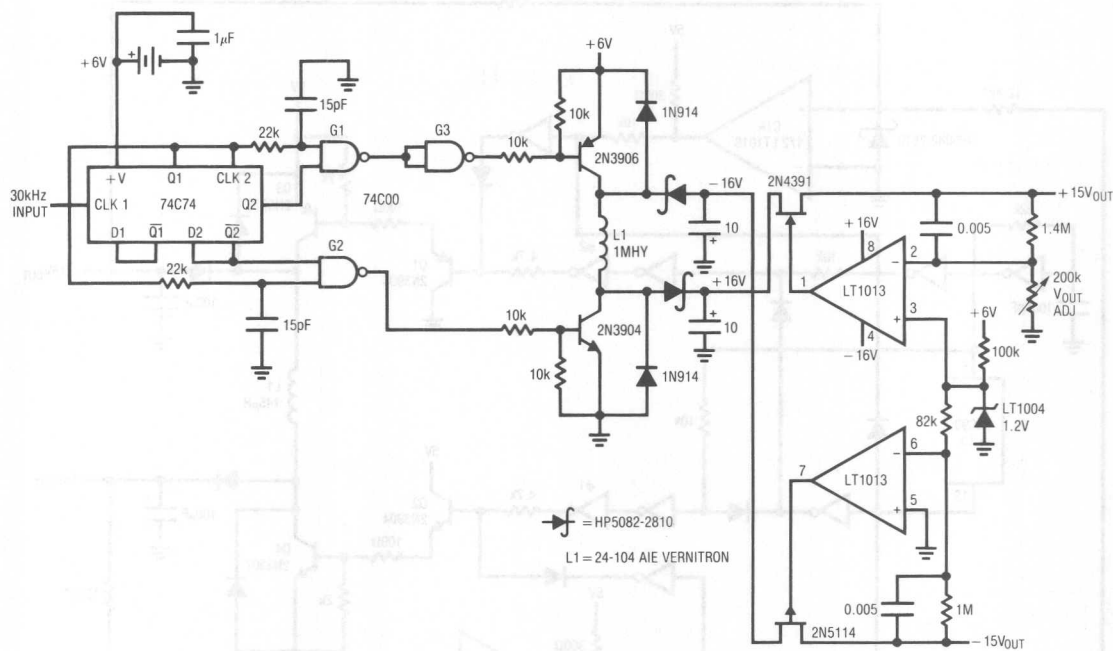 1μF
+6V
15pF
22k
G1
G3
10k
+6V
10k
1N914
2N3906
-16V
2N4391
+15VOUT
+V
Q1
CLK 2
30kHz
INPUT
CLK 1
74C74
Q2
D1
Q1
D2
Q2
74C00
G2
22k
15pF
L1
1MHY
10
+
+16V
10
+
10k
2N3904
10k
1N914
+16V
8
2
−
LT1013
1
3
+
4
-16V
0.005
1.4M
200k
VOUT
ADJ
+6V
100k
LT1004
1.2V
82k
6
−
7
LT1013
5
+
= HP5082-2810
L1 = 24-104 AIE VERNITRON
0.005
1M
2N5114
-15VOUT